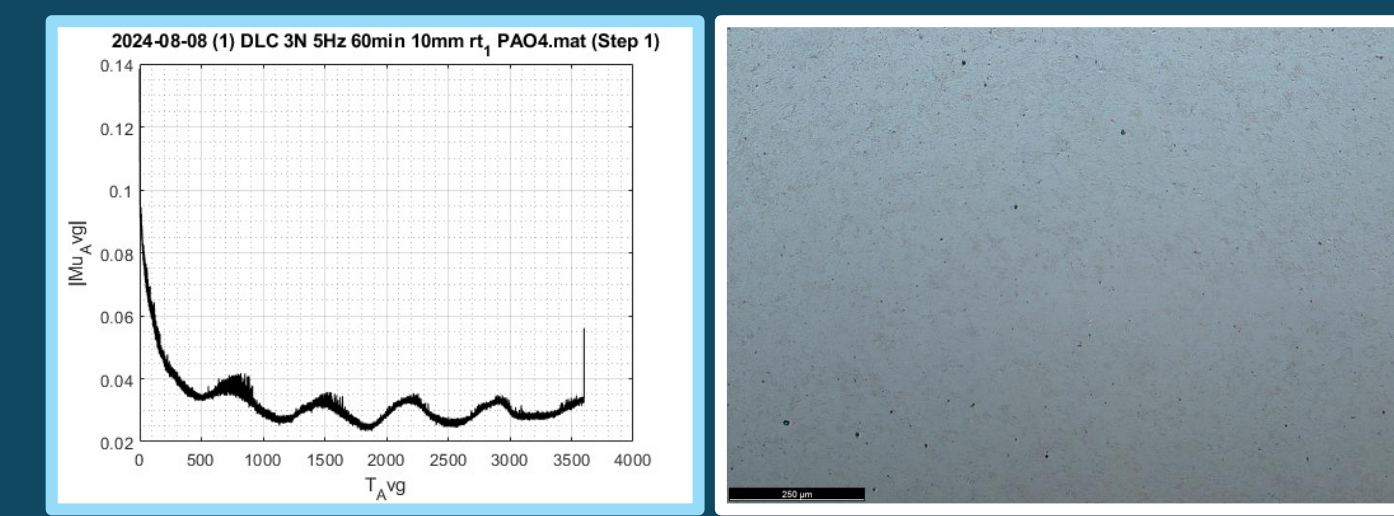 2024-08-08 (1) DLC 3N 5Hz 60min 10mm rt1 PAO4.mat (Step 1)
0.14
0.12
0.1
0.08
0.06
0.04
0.02
|MuAvg|
0 500 1000 1500 2000 2500 3000 3500 4000
TAvg
250 µm